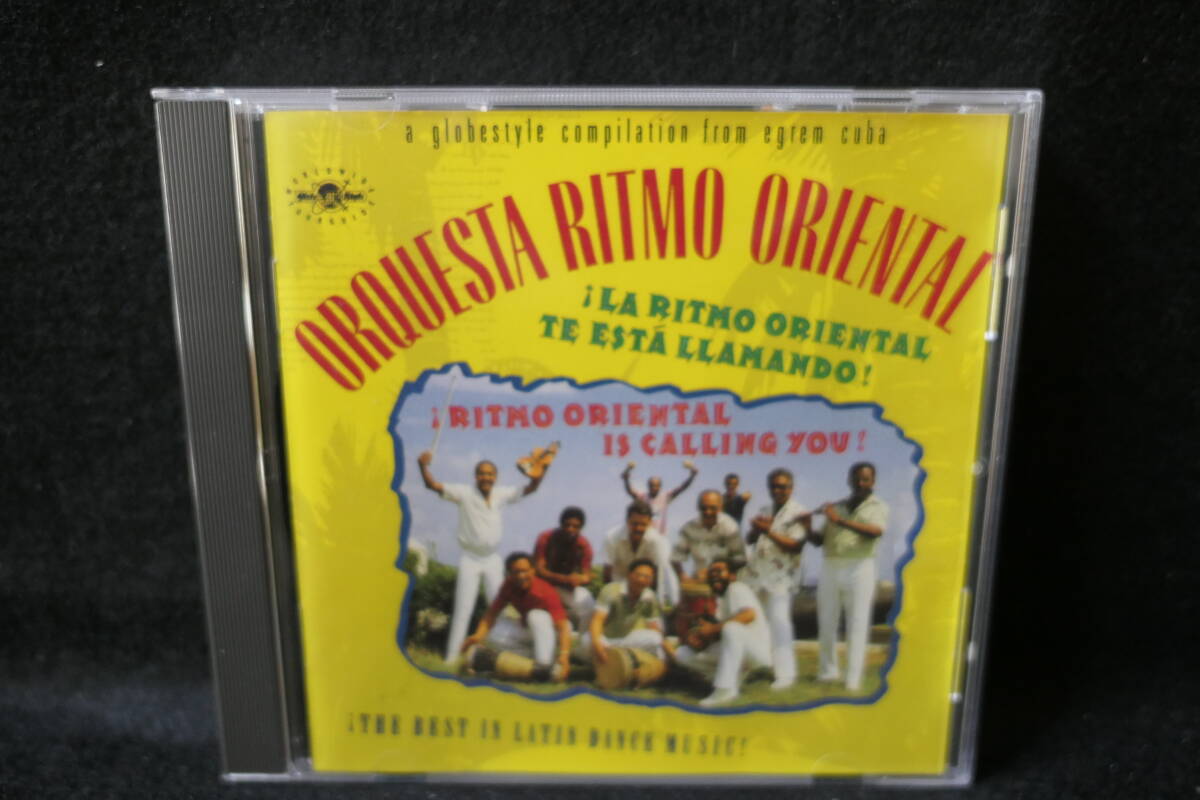 a globestyle compilation from egrem cuba
ORQUESTA RITMO ORIENTAL
¡LA RITMO ORIENTAL
TE ESTÁ LLAMANDO!
¡RITMO ORIENTAL
IS CALLING YOU!
¡THE BEST IN LATIN DANCE MUSIC!